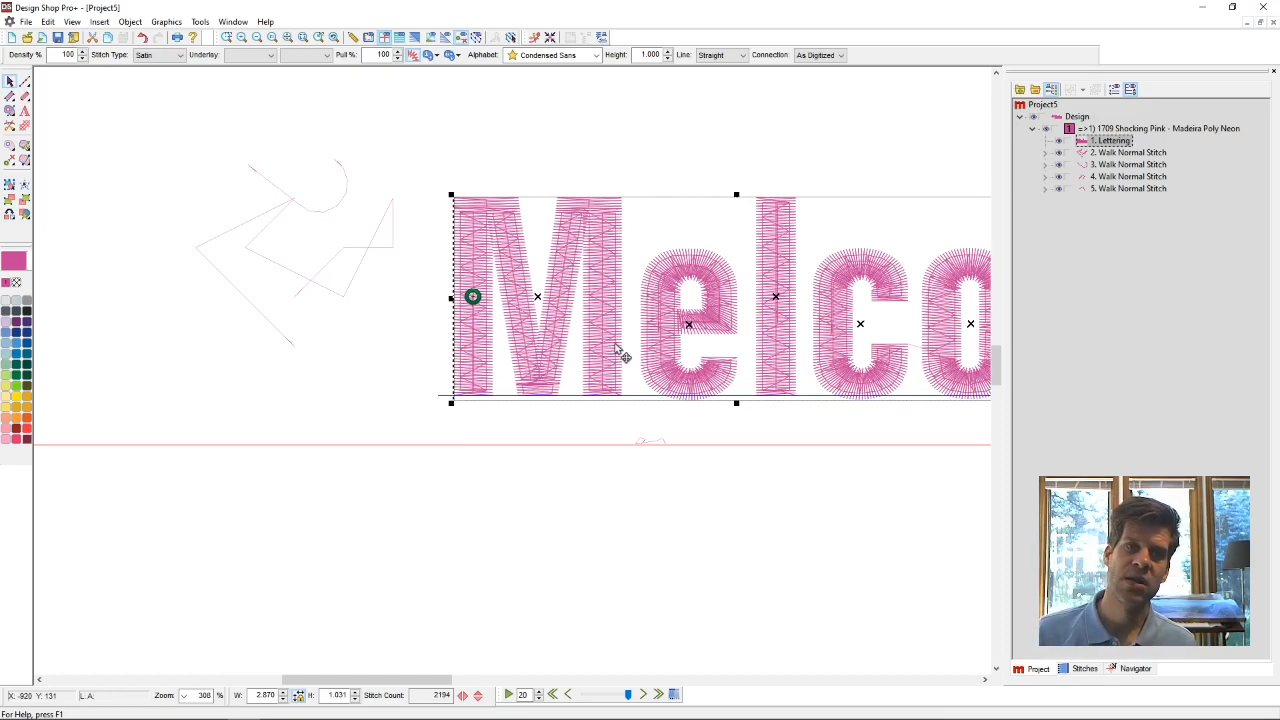 Design Shop Pro+ - [Project5]
File Edit View Insert Object Graphics Tools Window Help
Density % 100 Stitch Type: Satin Underlay: Pull % 100 Alphabet: Condensed Sans Height: 1.000 Line: Straight Connection: As Digitized
Project5
Design
1 =>1) 1709 Shocking Pink - Madeira Poly Neon
1. Lettering
2. Walk Normal Stitch
3. Walk Normal Stitch
4. Walk Normal Stitch
5. Walk Normal Stitch
Melco
Project Stitches Navigator
X: -920 Y: 131 L: A: Zoom: 308 % W: 2.870 H: 1.031 Stitch Count: 2194 20
For Help, press F1